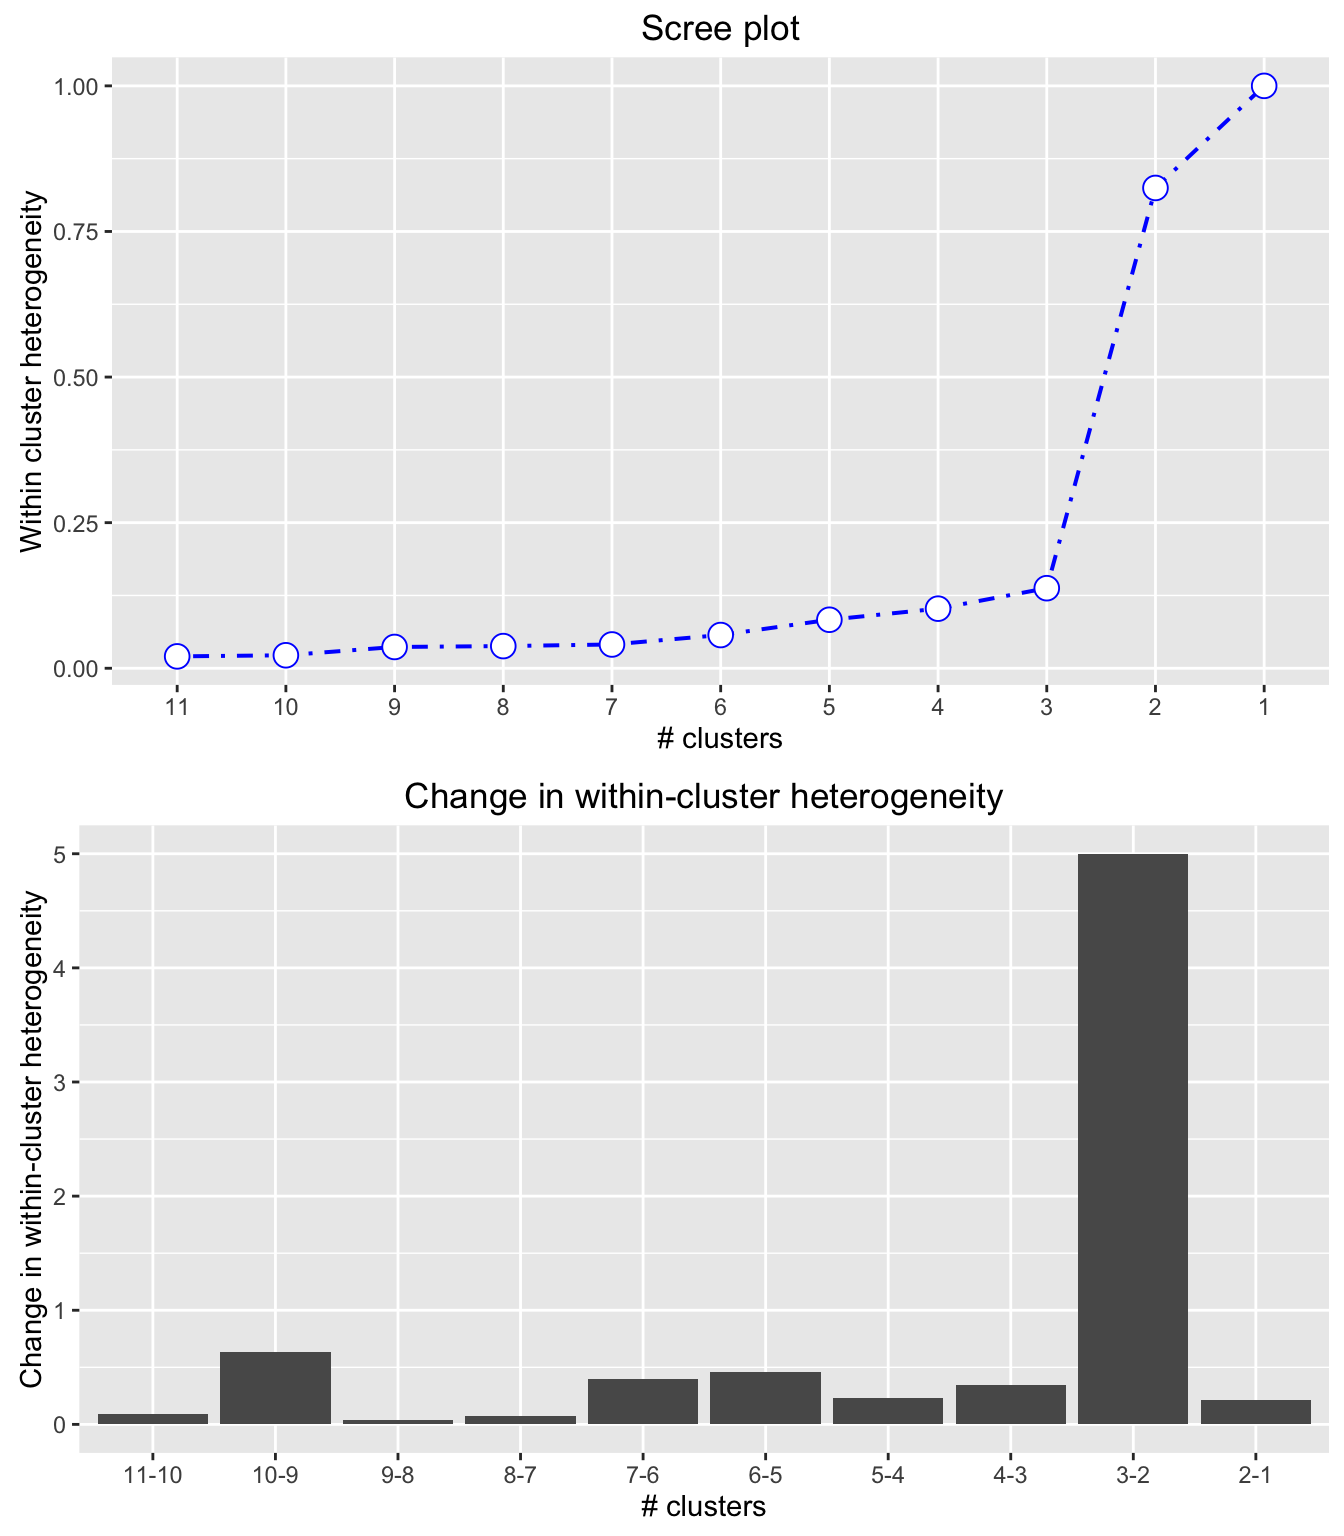 Scree plot
Within cluster heterogeneity
1.00
0.75
0.50
0.25
0.00
11 10 9 8 7 6 5 4 3 2 1
# clusters
Change in within-cluster heterogeneity
Change in within-cluster heterogeneity
5
4
3
2
1
0
11-10 10-9 9-8 8-7 7-6 6-5 5-4 4-3 3-2 2-1
# clusters